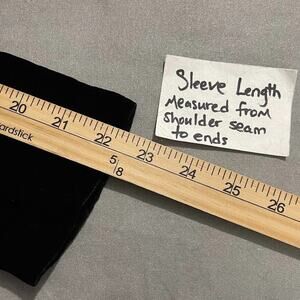 Sleeve Length
Measured from
shoulder seam
to ends
20 21 22 23 24 25 26
ardstick
5
8